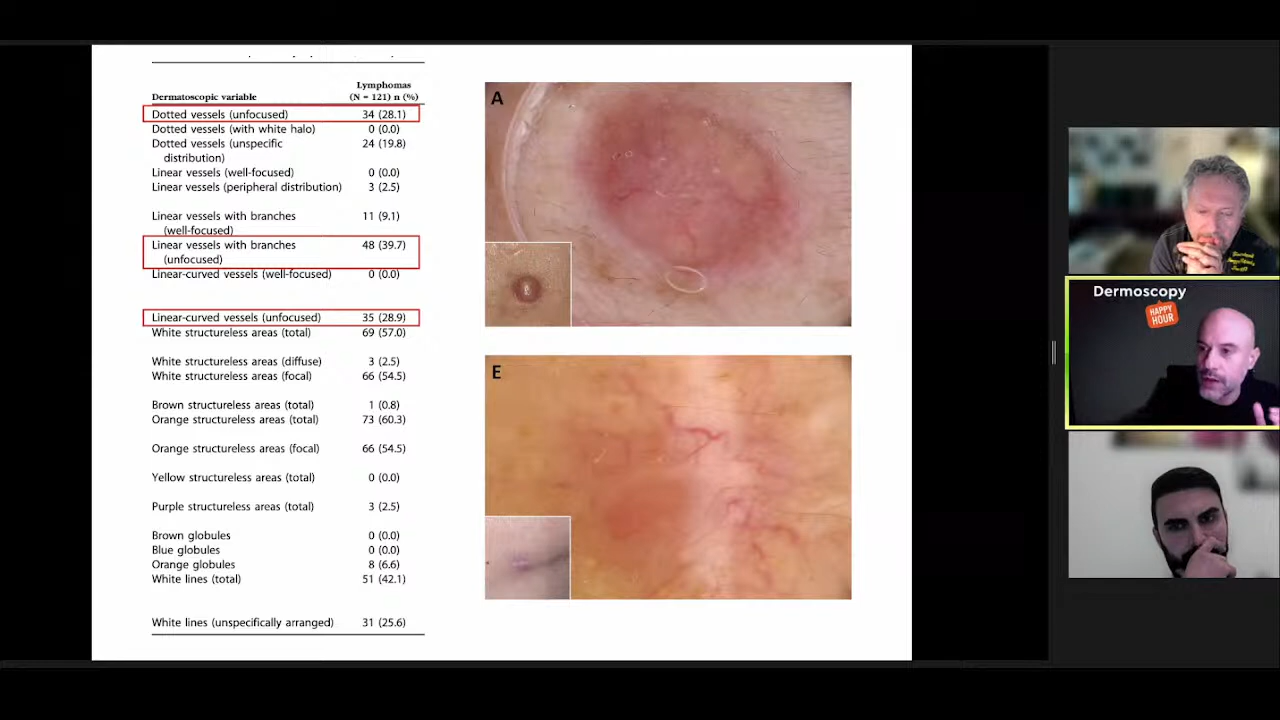 Lymphomas
Dermatoscopic variable (N = 121) n (%)
Dotted vessels (unfocused) 34 (28.1)
Dotted vessels (with white halo) 0 (0.0)
Dotted vessels (unspecific 24 (19.8)
distribution)
Linear vessels (well-focused) 0 (0.0)
Linear vessels (peripheral distribution) 3 (2.5)
Linear vessels with branches 11 (9.1)
(well-focused)
Linear vessels with branches 48 (39.7)
(unfocused)
Linear-curved vessels (well-focused) 0 (0.0)
Linear-curved vessels (unfocused) 35 (28.9)
White structureless areas (total) 69 (57.0)
White structureless areas (diffuse) 3 (2.5)
White structureless areas (focal) 66 (54.5)
Brown structureless areas (total) 1 (0.8)
Orange structureless areas (total) 73 (60.3)
Orange structureless areas (focal) 66 (54.5)
Yellow structureless areas (total) 0 (0.0)
Purple structureless areas (total) 3 (2.5)
Brown globules 0 (0.0)
Blue globules 0 (0.0)
Orange globules 8 (6.6)
White lines (total) 51 (42.1)
White lines (unspecifically arranged) 31 (25.6)
A
E
Dermoscopy
HAPPY
HOUR